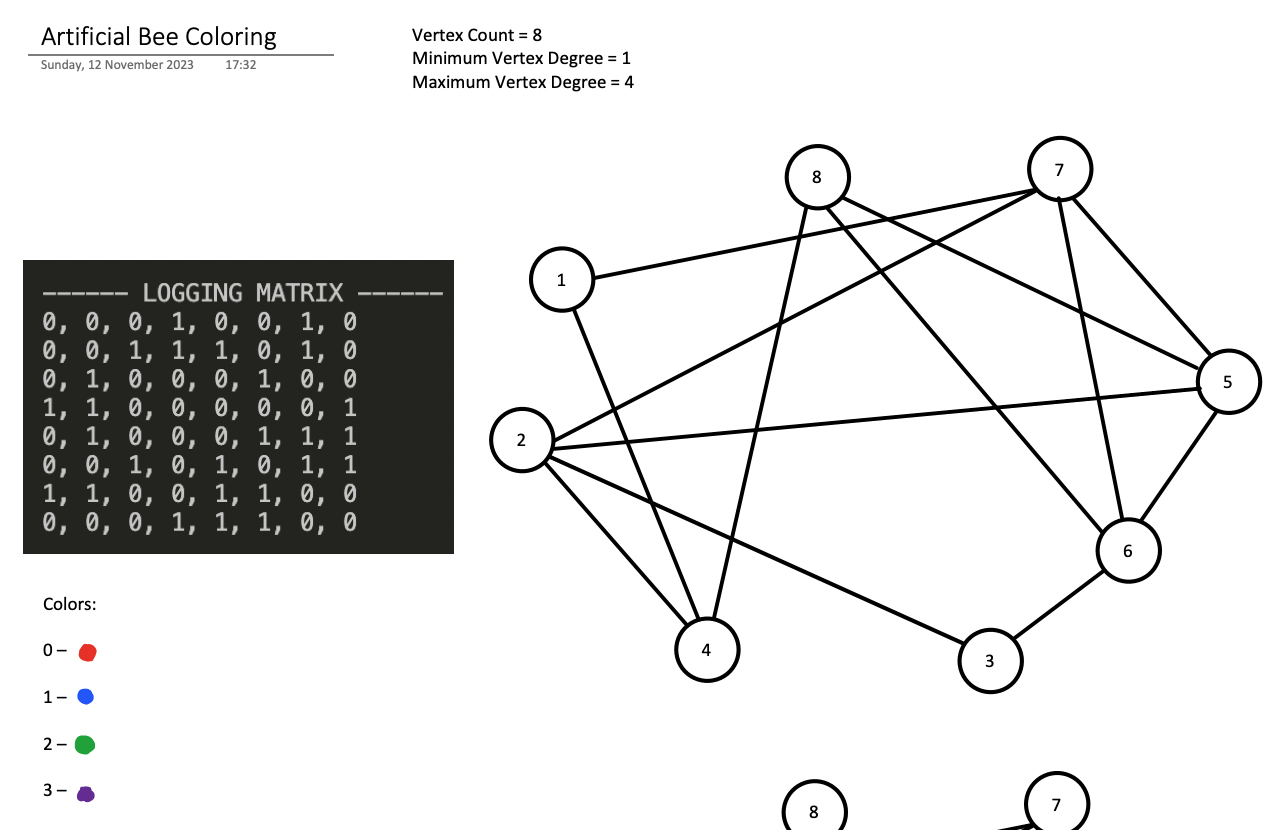 Artificial Bee Coloring
Sunday, 12 November 2023 17:32
Vertex Count = 8
Minimum Vertex Degree = 1
Maximum Vertex Degree = 4
8
7
1
—————— LOGGING MATRIX ——————
0, 0, 0, 1, 0, 0, 1, 0
0, 0, 1, 1, 1, 0, 1, 0
0, 1, 0, 0, 0, 1, 0, 0
1, 1, 0, 0, 0, 0, 0, 1
0, 1, 0, 0, 0, 1, 1, 1
0, 0, 1, 0, 1, 0, 1, 1
1, 1, 0, 0, 1, 1, 0, 0
0, 0, 0, 1, 1, 1, 0, 0
5
2
6
4
3
Colors:
0 –
1 –
2 –
3 –
8
7